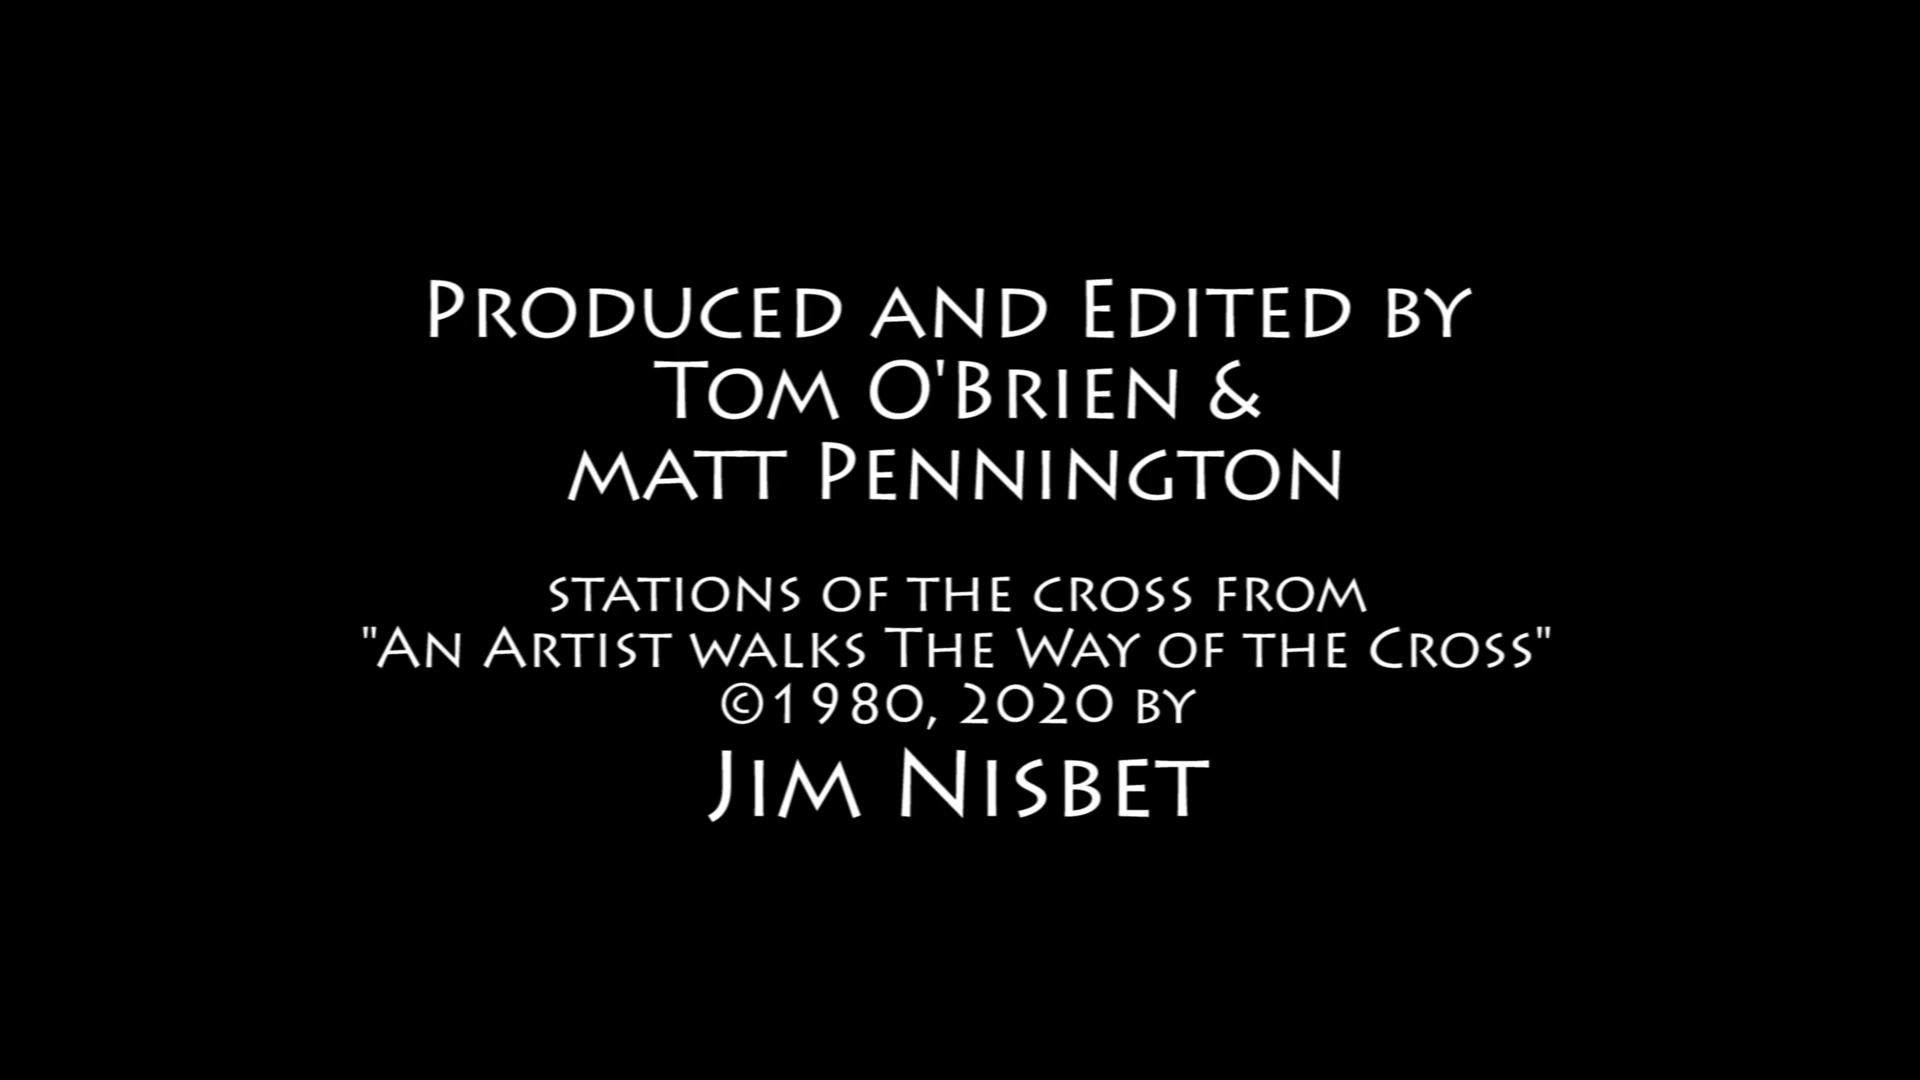 Produced and Edited by
Tom O'Brien &
matt Pennington
stations of the cross from
"An Artist walks The Way of the Cross"
©1980, 2020 by
Jim Nisbet